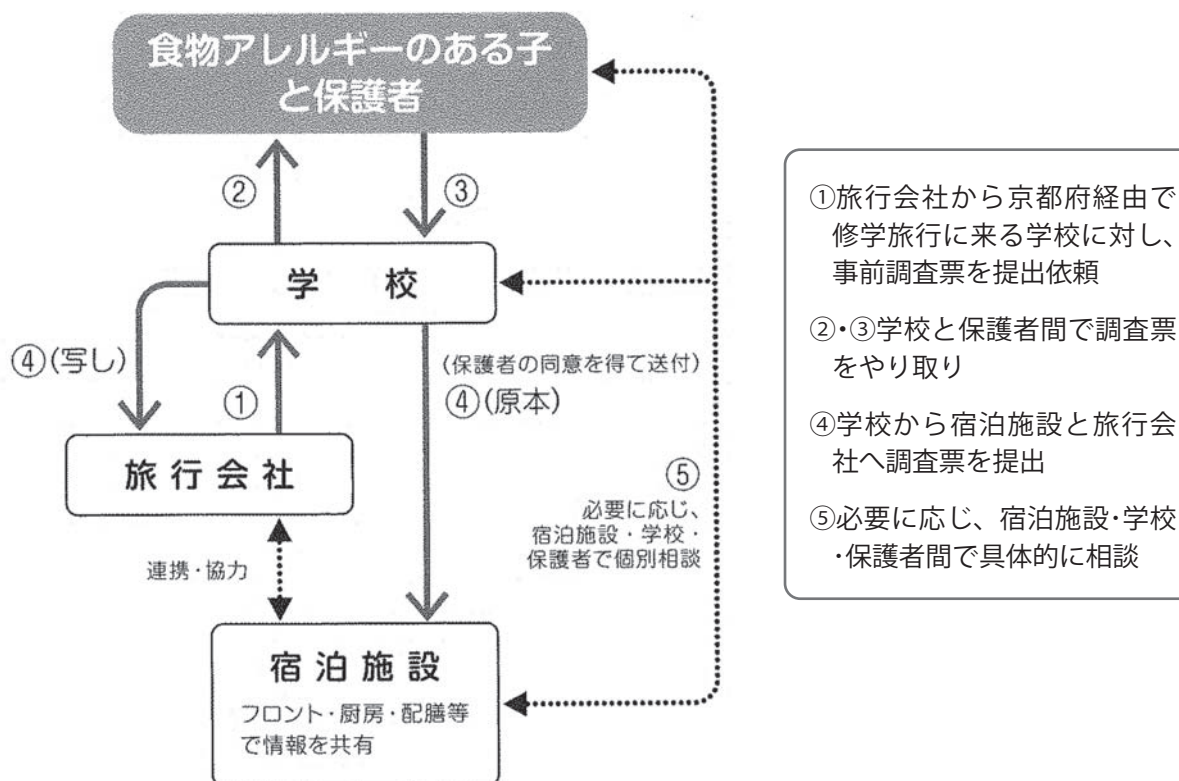 食物アレルギーのある子
と保護者
②
③
学　校
④(写し)
①
(保護者の同意を得て送付)
④(原本)
旅行会社
⑤
必要に応じ、
宿泊施設・学校・
保護者で個別相談
連携・協力
宿泊施設
フロント・厨房・配膳等
で情報を共有
①旅行会社から京都府経由で
修学旅行に来る学校に対し、
事前調査票を提出依頼
②・③学校と保護者間で調査票
をやり取り
④学校から宿泊施設と旅行会
社へ調査票を提出
⑤必要に応じ、宿泊施設・学校
・保護者間で具体的に相談